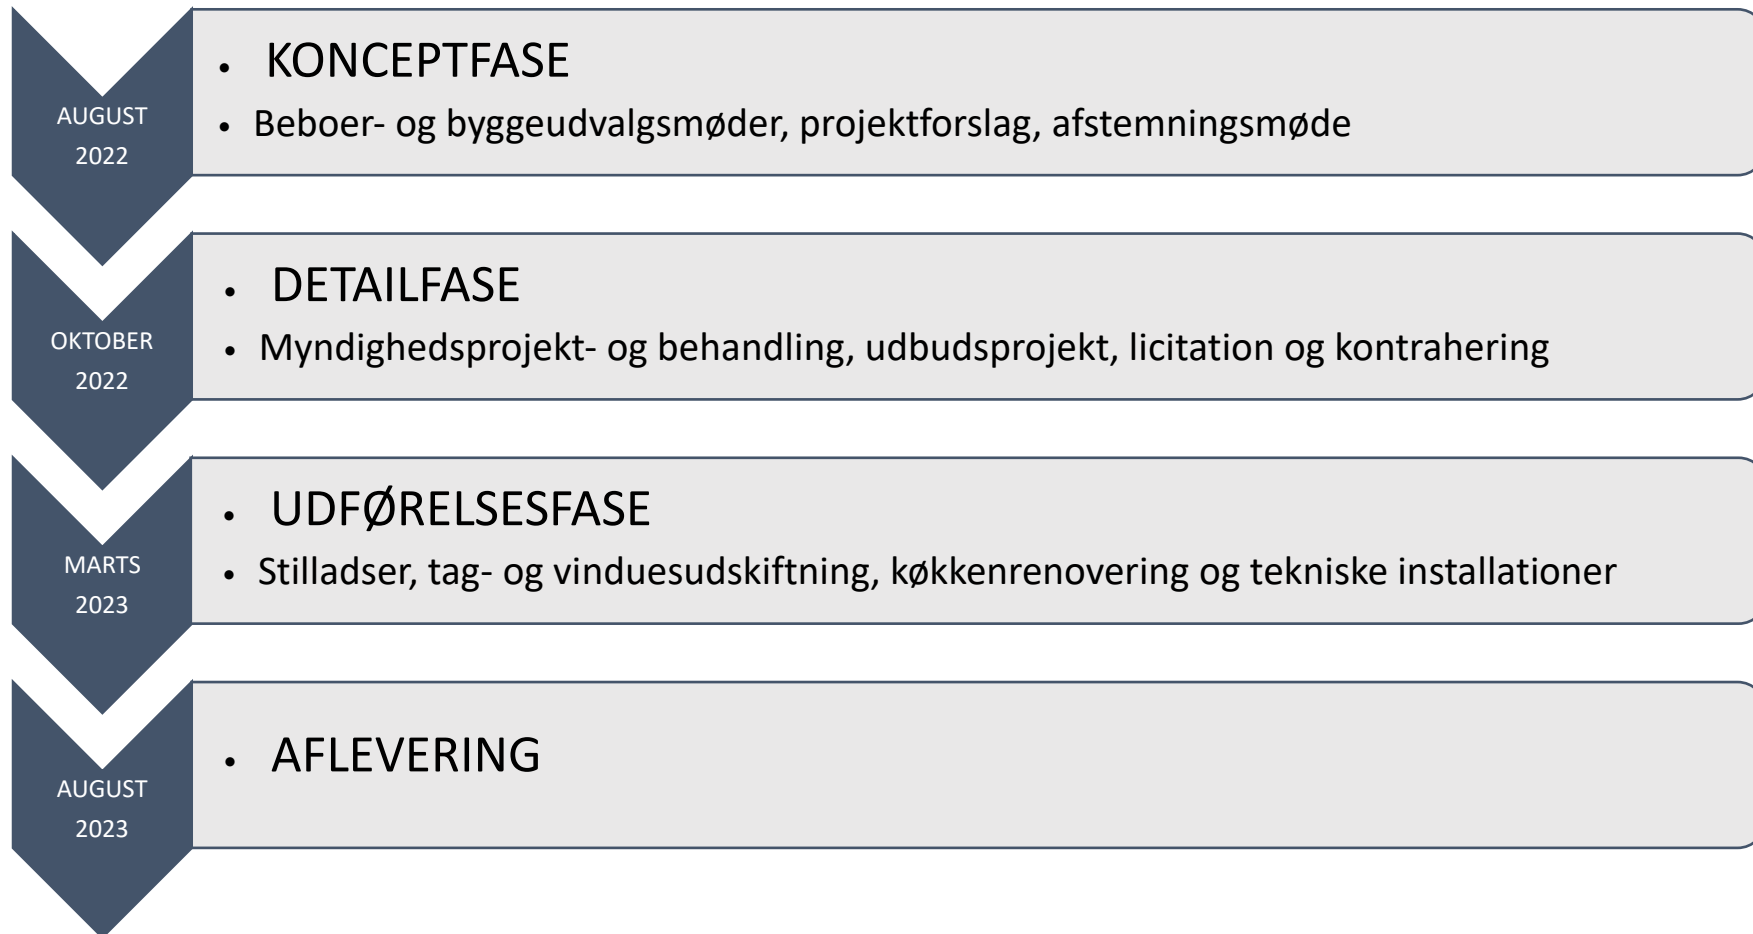 AUGUST
2022
• KONCEPTFASE
• Beboer- og byggeudvalgsmøder, projektforslag, afstemningsmøde
OKTOBER
2022
• DETAILFASE
• Myndighedsprojekt- og behandling, udbudsprojekt, licitation og kontrahering
MARTS
2023
• UDFØRELSESFASE
• Stilladser, tag- og vinduesudskiftning, køkkenrenovering og tekniske installationer
AUGUST
2023
• AFLEVERING